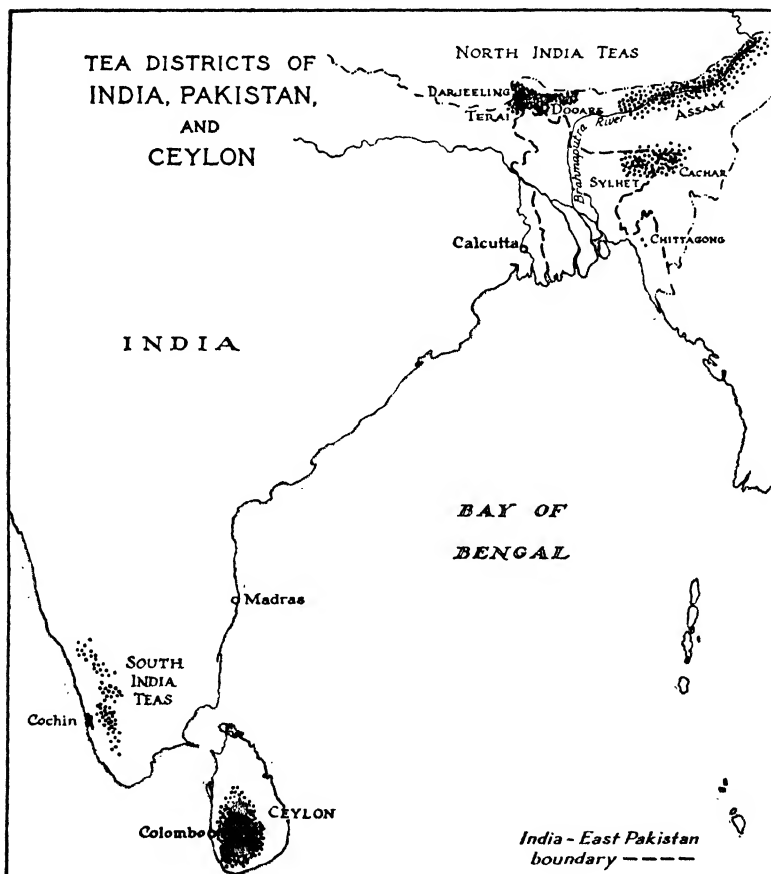 TEA DISTRICTS OF
INDIA, PAKISTAN,
AND
CEYLON
NORTH INDIA TEAS
DARJEELING
TERAI
DOOARS
Brahmaputra River
ASSAM
SYLHET
CACHAR
CHITTAGONG
Calcutta
INDIA
BAY OF
BENGAL
Madras
SOUTH
INDIA
TEAS
Cochin
CEYLON
Colombo
India - East Pakistan
boundary